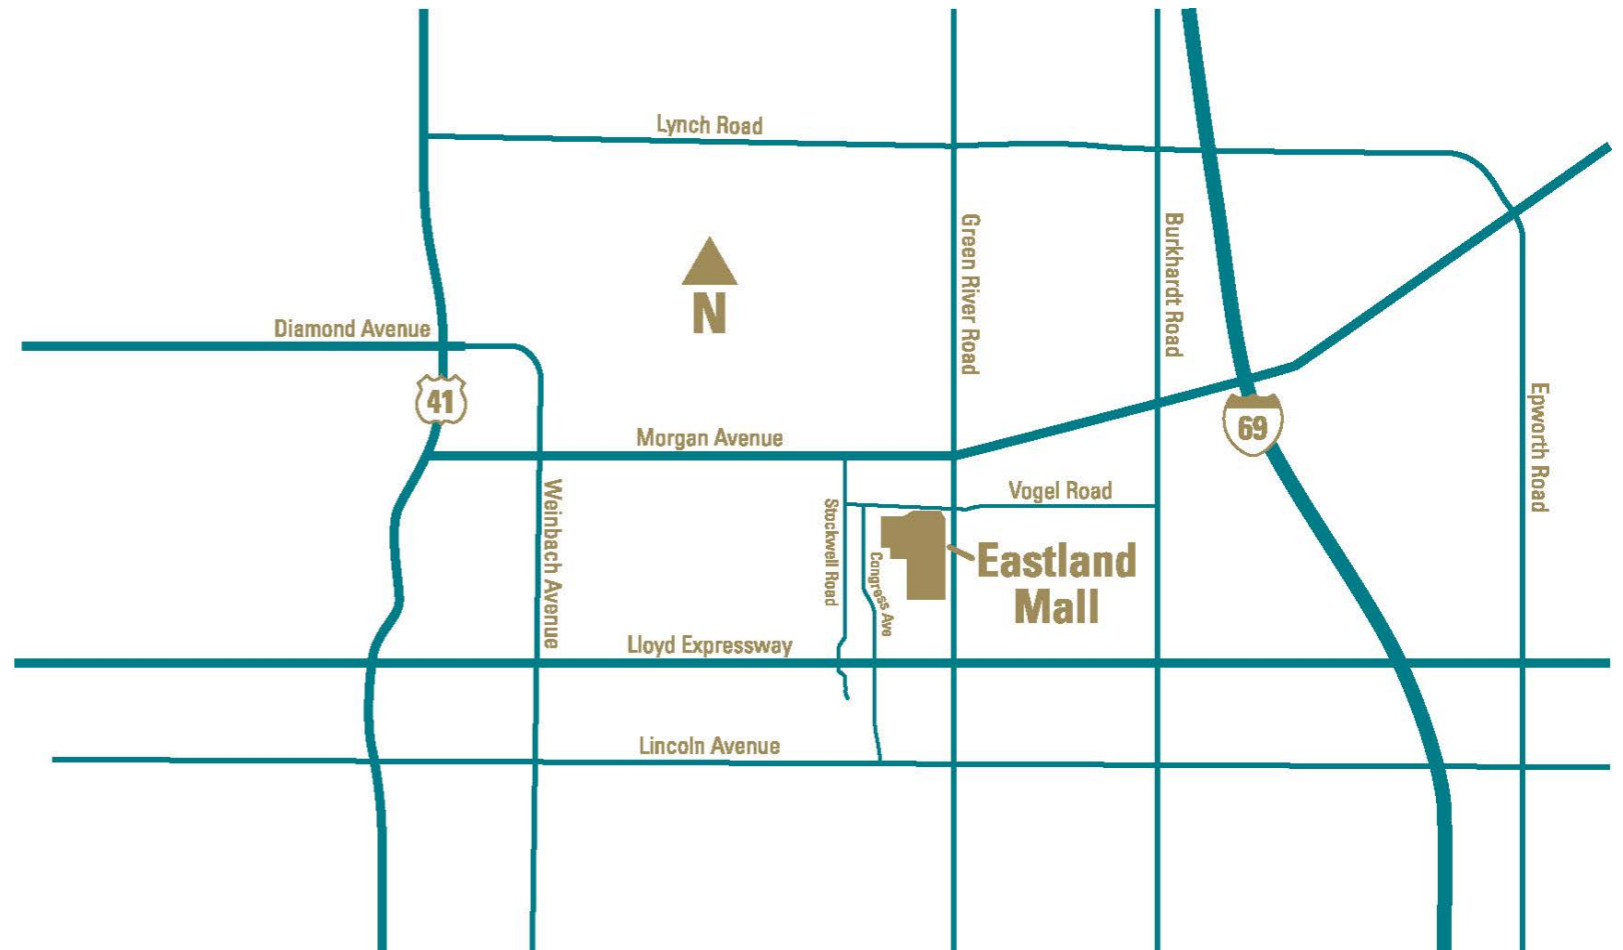 Lynch Road
Green River Road
Burkhardt Road
N
Diamond Avenue
41
Epworth Road
69
Morgan Avenue
Weinbach Avenue
Vogel Road
Stockwell Road
Congress Ave
Eastland
Mall
Lloyd Expressway
Lincoln Avenue